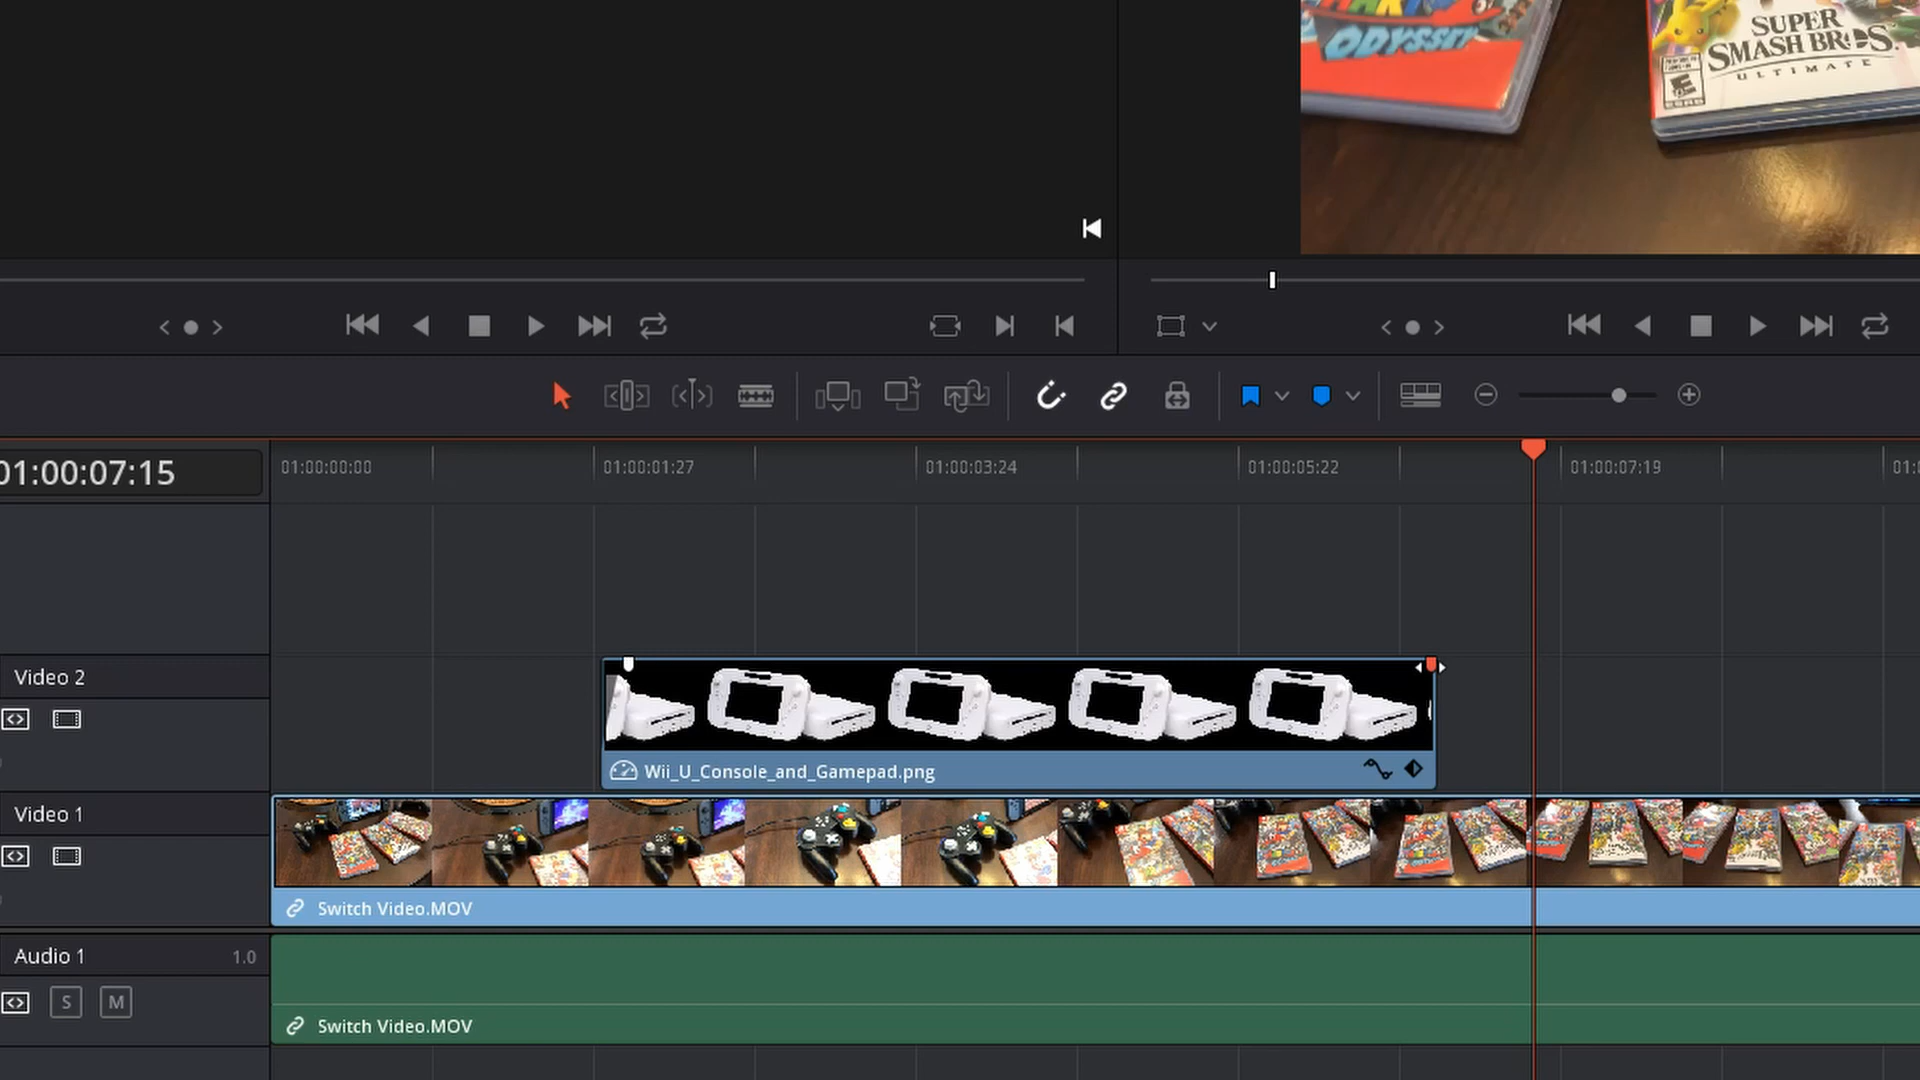 ODYSSEY
SUPER
SMASH BROS.
ULTIMATE
E
01:00:07:15
01:00:00:00
01:00:01:27
01:00:03:24
01:00:05:22
01:00:07:19
Video 2
Wii_U_Console_and_Gamepad.png
Video 1
Switch Video.MOV
Audio 1
1.0
S
M
Switch Video.MOV